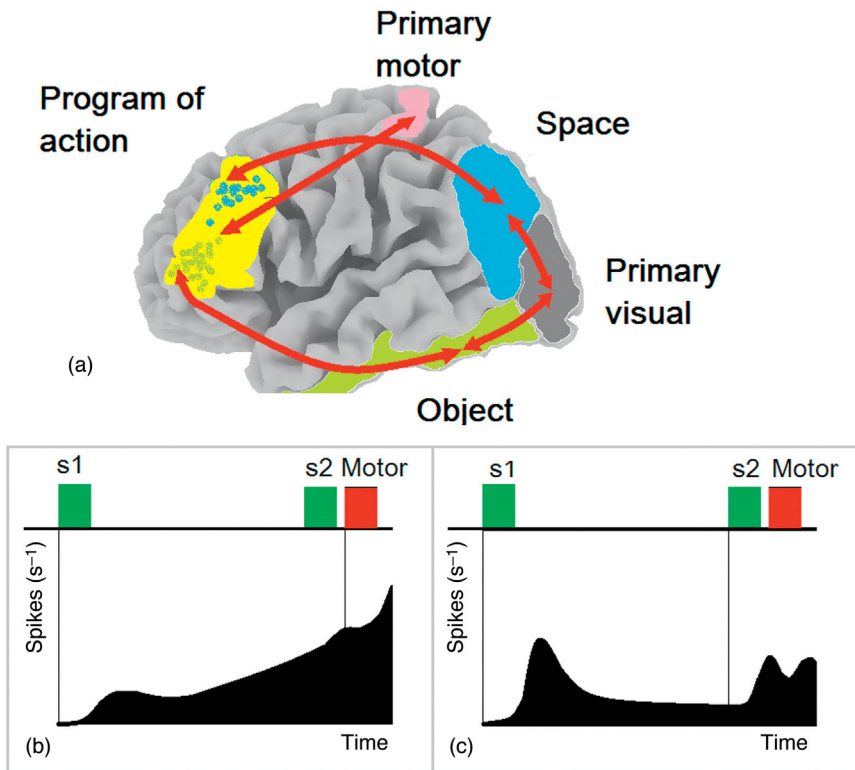 Primary
motor
Program of
action
Space
Primary
visual
(a)
Object
s1
s2 Motor
Spikes (s⁻¹)
(b)
Time
s1
s2 Motor
Spikes (s⁻¹)
(c)
Time